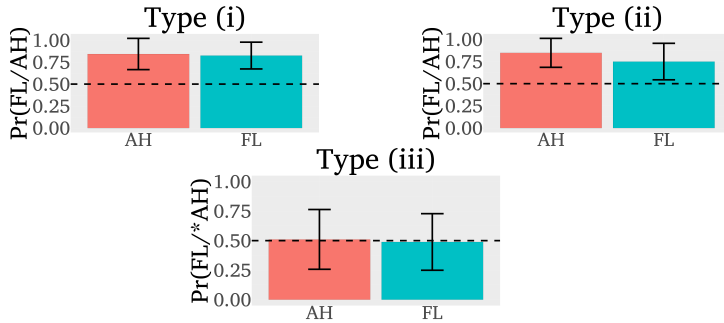 Type (i)
Pr(FL/AH)
1.00
0.75
0.50
0.25
0.00
AH FL
Type (ii)
Pr(FL/AH)
1.00
0.75
0.50
0.25
0.00
AH FL
Type (iii)
Pr(FL/*AH)
1.00
0.75
0.50
0.25
0.00
AH FL